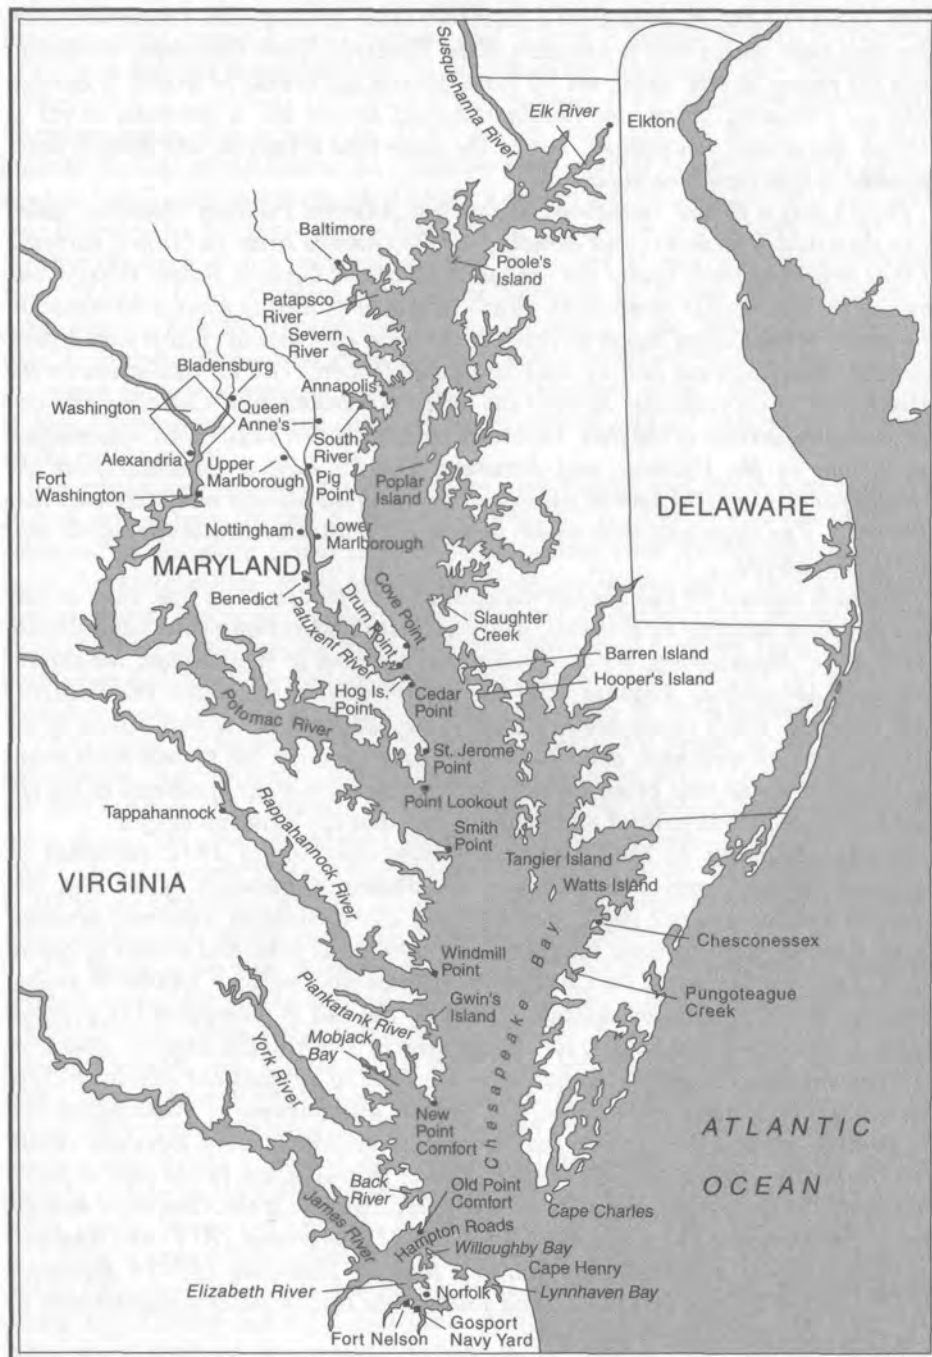 Susquehanna River
Elk River
Elkton
Baltimore
Poole's
Island
Patapsco
River
Severn
River
Bladensburg
Annapolis
Washington
Queen
Anne's
South
River
Alexandria
Upper
Marlborough
Pig
Point
Poplar
Island
Fort
Washington
DELAWARE
Nottingham
Lower
Marlborough
MARYLAND
Benedict
Cove Point
Drum Point
Slaughter
Creek
Patuxent River
Barren Island
Hooper's Island
Hog Is.
Point
Cedar
Point
Potomac River
St. Jerome
Point
Point Lookout
Tappahannock
Rappahannock River
Smith
Point
Tangier Island
VIRGINIA
Watts Island
Chesconessex
Windmill
Point
Pungoteague
Creek
Piankatank River
Gwin's
Island
Mobjack
Bay
York River
Chesapeake Bay
New
Point
Comfort
ATLANTIC
OCEAN
Back
River
Old Point
Comfort
James River
Cape Charles
Hampton Roads
Willoughby Bay
Cape Henry
Elizabeth River
Norfolk
Lynnhaven Bay
Fort Nelson
Gosport
Navy Yard